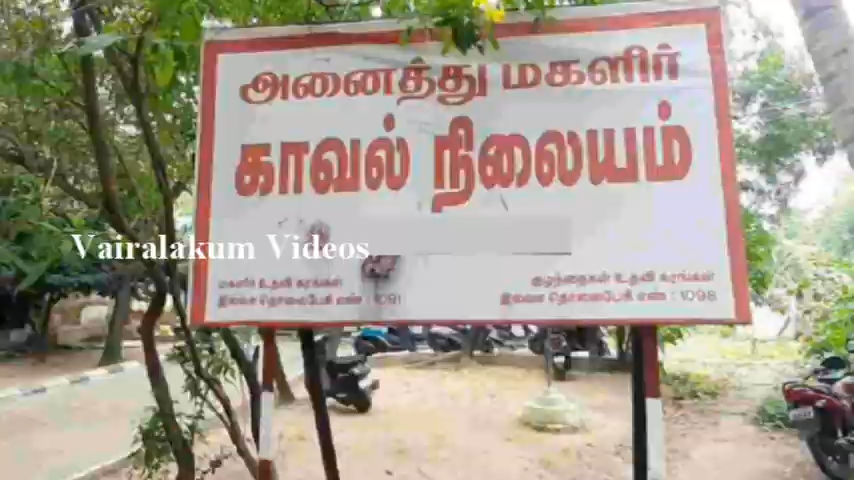 அனைத்து மகளிர்
காவல் நிலையம்
Vairalakum Videos
மகளிர் உதவி கரங்கள்
இலவச தொலைபேசி எண் : 1091
குழந்தைகள் உதவி கரங்கள்
இலவச தொலைபேசி எண் : 1098